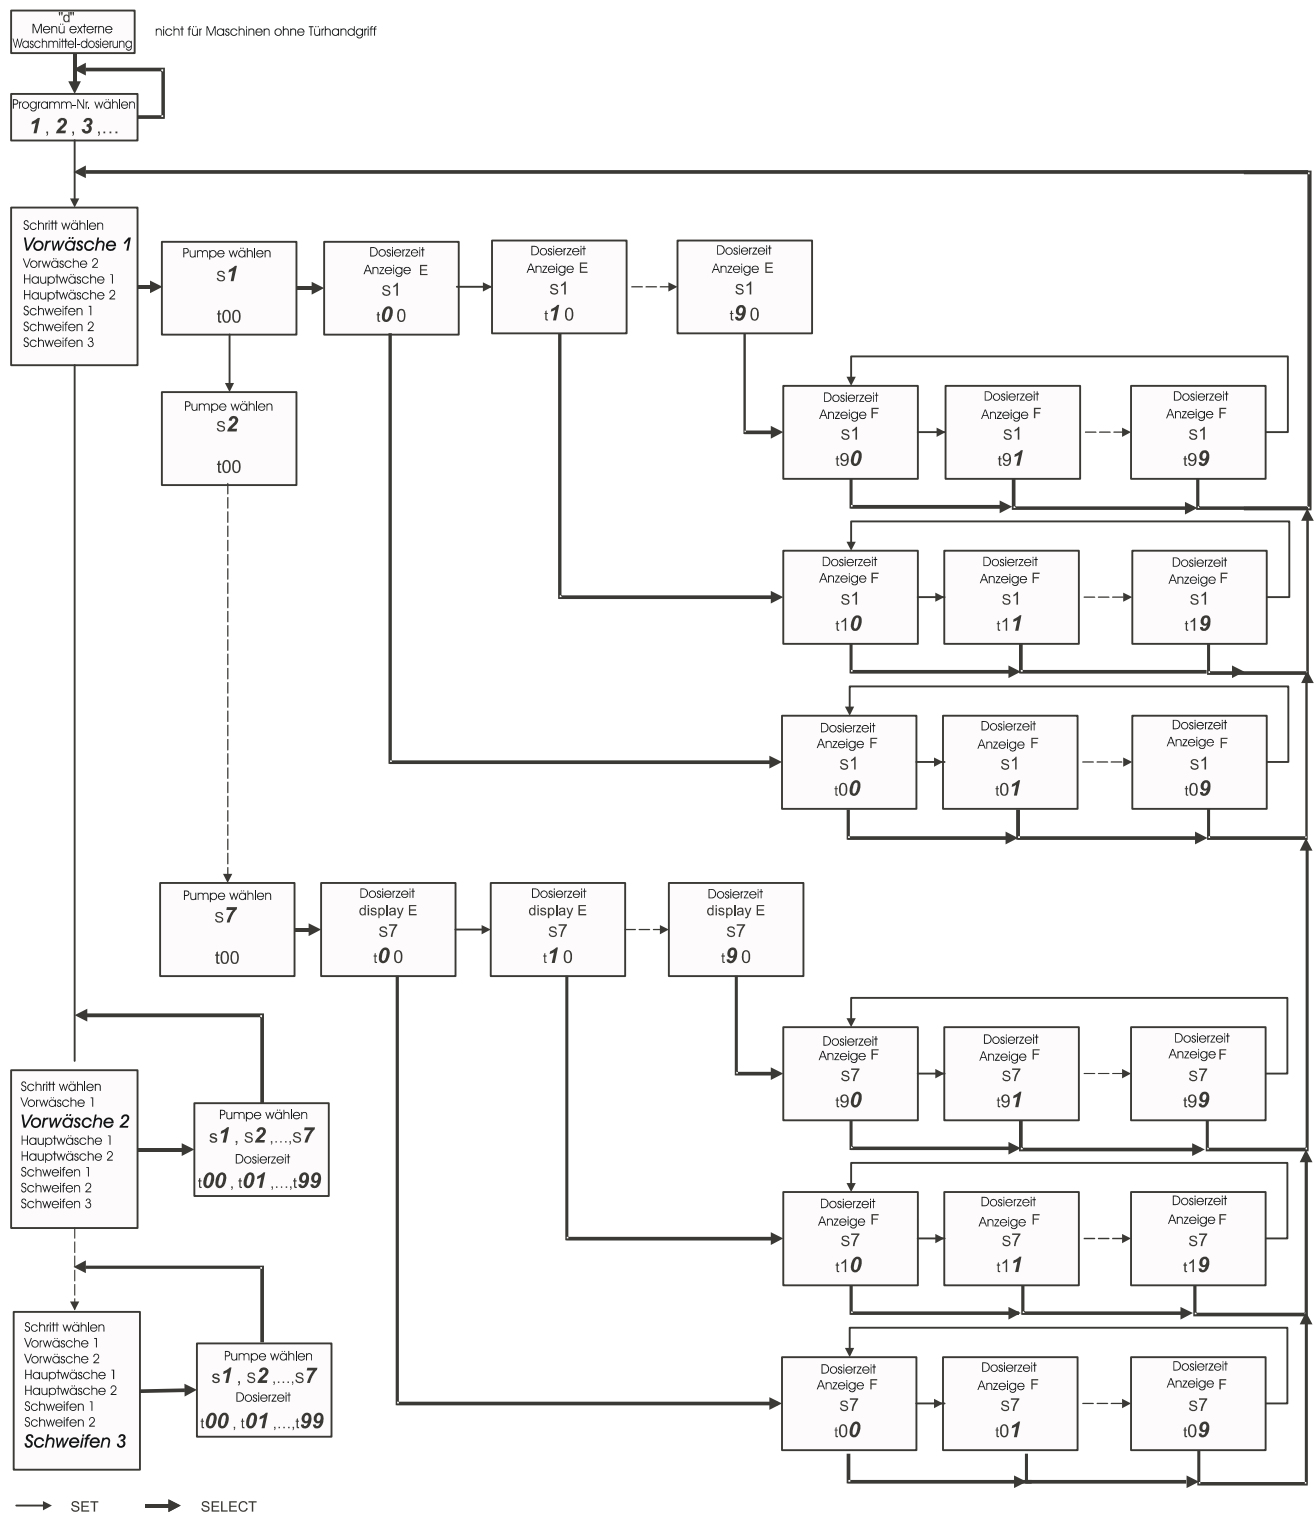 "d"
Menü externe
Waschmittel-dosierung
nicht für Maschinen ohne Türhandgriff
Programm-Nr. wählen
1 , 2 , 3 ,...
Schritt wählen
Vorwäsche 1
Vorwäsche 2
Hauptwäsche 1
Hauptwäsche 2
Schweifen 1
Schweifen 2
Schweifen 3
Pumpe wählen
S1
t00
Dosierzeit
Anzeige E
S1
t0 0
Dosierzeit
Anzeige E
S1
t1 0
Dosierzeit
Anzeige E
S1
t9 0
Pumpe wählen
S2
t00
Dosierzeit
Anzeige F
S1
t90
Dosierzeit
Anzeige F
S1
t91
Dosierzeit
Anzeige F
S1
t99
Dosierzeit
Anzeige F
S1
t10
Dosierzeit
Anzeige F
S1
t11
Dosierzeit
Anzeige F
S1
t19
Dosierzeit
Anzeige F
S1
t00
Dosierzeit
Anzeige F
S1
t01
Dosierzeit
Anzeige F
S1
t09
Pumpe wählen
S7
t00
Dosierzeit
display E
S7
t0 0
Dosierzeit
display E
S7
t1 0
Dosierzeit
display E
S7
t9 0
Dosierzeit
Anzeige F
S7
t90
Dosierzeit
Anzeige F
S7
t91
Dosierzeit
Anzeige F
S7
t99
Schritt wählen
Vorwäsche 1
Vorwäsche 2
Hauptwäsche 1
Hauptwäsche 2
Schweifen 1
Schweifen 2
Schweifen 3
Pumpe wählen
s1 , S2 ,...,S7
Dosierzeit
t00 , t01 ,...,t99
Dosierzeit
Anzeige F
S7
t10
Dosierzeit
Anzeige F
S7
t11
Dosierzeit
Anzeige F
S7
t19
Schritt wählen
Vorwäsche 1
Vorwäsche 2
Hauptwäsche 1
Hauptwäsche 2
Schweifen 1
Schweifen 2
Schweifen 3
Pumpe wählen
s1 , S2 ,...,S7
Dosierzeit
t00 , t01 ,...,t99
Dosierzeit
Anzeige F
S7
t00
Dosierzeit
Anzeige F
S7
t01
Dosierzeit
Anzeige F
S7
t09
SET
SELECT